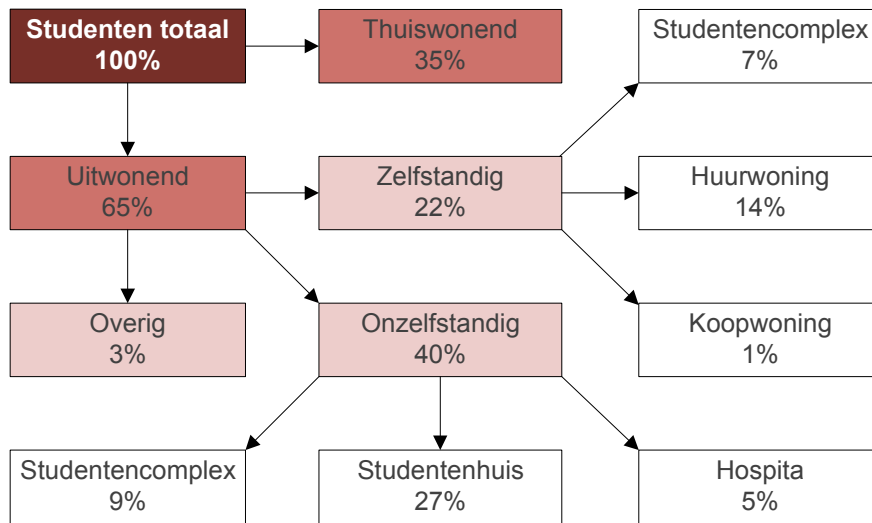 Studenten totaal
100%
Thuiswonend
35%
Studentencomplex
7%
Uitwonend
65%
Zelfstandig
22%
Huurwoning
14%
Overig
3%
Onzelfstandig
40%
Koopwoning
1%
Studentencomplex
9%
Studentenhuis
27%
Hospita
5%